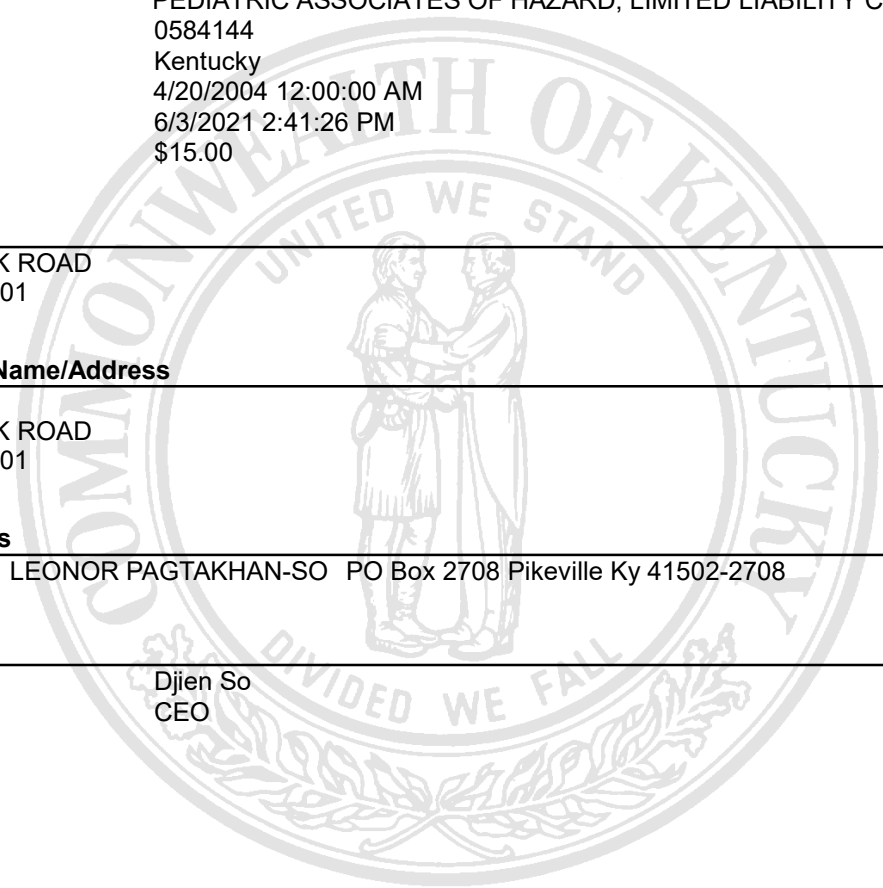 PEDIATRIC ASSOCIATES OF HAZARD, LIMITED LIABILITY C
0584144
Kentucky
4/20/2004 12:00:00 AM
6/3/2021 2:41:26 PM
$15.00
K ROAD
01
Name/Address
K ROAD
01
s
LEONOR PAGTAKHAN-SO PO Box 2708 Pikeville Ky 41502-2708
Djien So
CEO
COMMONWEALTH OF KENTUCKY
UNITED WE STAND
DIVIDED WE FALL